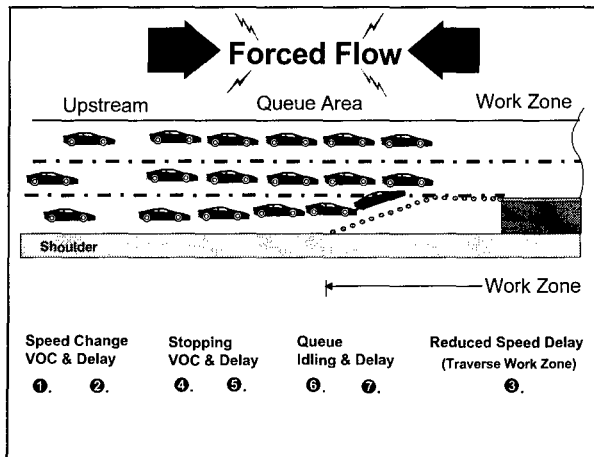 Forced Flow
Upstream Queue Area Work Zone
Shoulder
Work Zone
Speed Change Stopping Queue Reduced Speed Delay
VOC & Delay VOC & Delay Idling & Delay (Traverse Work Zone)
❶. ❷. ❹. ❺. ❻. ❼. ❸.